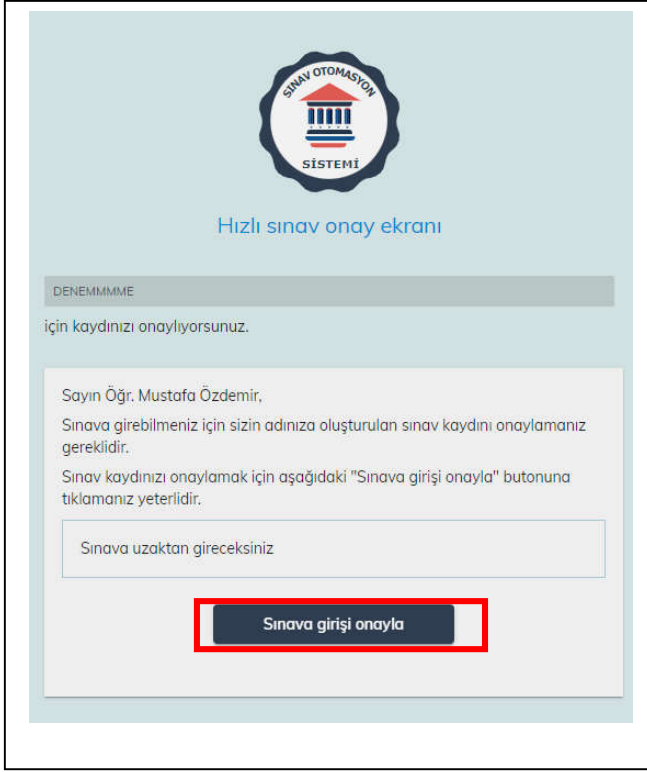 SINAV OTOMASYON
SİSTEMİ
Hızlı sınav onay ekranı
DENEMMMME
için kaydınızı onaylıyorsunuz.
Sayın Öğr. Mustafa Özdemir,
Sınava girebilmeniz için sizin adınıza oluşturulan sınav kaydını onaylamanız
gereklidir.
Sınav kaydınızı onaylamak için aşağıdaki "Sınava girişi onayla" butonuna
tıklamanız yeterlidir.
Sınava uzaktan gireceksiniz
Sınava girişi onayla